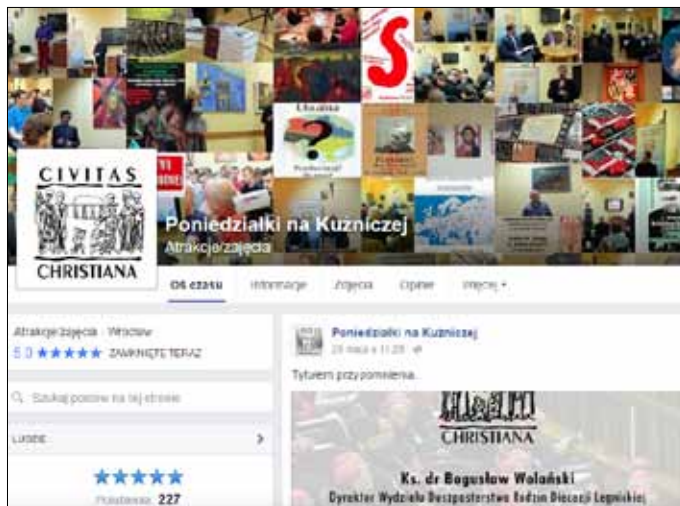 CIVITAS
CHRISTIANA
Poniedziałki na Kuźniczej
Atrakcje/zajęcia
Oś czasu Informacje Zdjęcia Opinie Więcej
Atrakcje/zajęcia · Wrocław
5,0 ZAMKNIĘTE TERAZ
Szukaj postów na tej stronie
LUDZIE
Polubienia: 227
Poniedziałki na Kuźniczej
Tytułem przypomnienia...
CHRISTIANA
Ks. dr Bogusław Wolański
Dyrektor Wydziału Duszpasterstwa Rodzin Diecezji Legnickiej